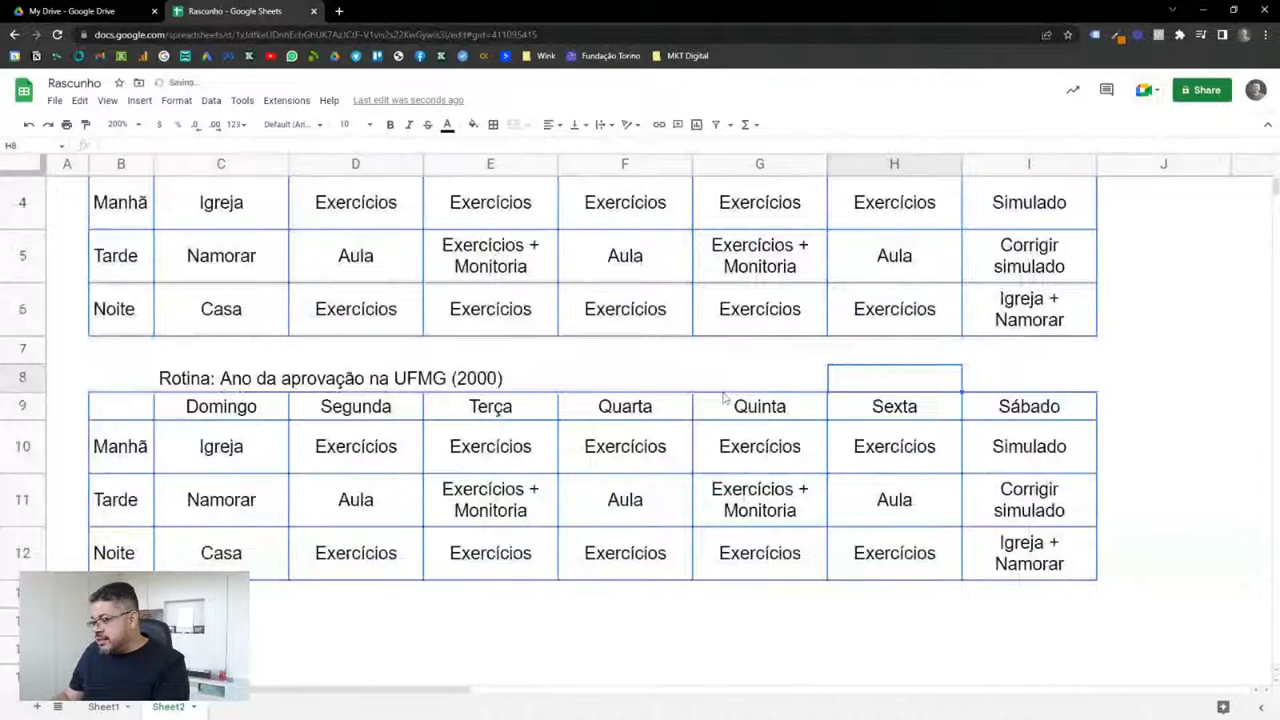 My Drive - Google Drive
Rascunho - Google Sheets
Wink
Fundação Torino
MKT Digital
Rascunho
Saving...
File Edit View Insert Format Data Tools Extensions Help Last edit was seconds ago
Share
200% $ % .0 .00 123 Default (Ari... 10
H8
A B C D E F G H I J
4 Manhã Igreja Exercícios Exercícios Exercícios Exercícios Exercícios Simulado
5 Tarde Namorar Aula Exercícios + Monitoria Aula Exercícios + Monitoria Aula Corrigir simulado
6 Noite Casa Exercícios Exercícios Exercícios Exercícios Exercícios Igreja + Namorar
7
8 Rotina: Ano da aprovação na UFMG (2000)
9 Domingo Segunda Terça Quarta Quinta Sexta Sábado
10 Manhã Igreja Exercícios Exercícios Exercícios Exercícios Exercícios Simulado
11 Tarde Namorar Aula Exercícios + Monitoria Aula Exercícios + Monitoria Aula Corrigir simulado
12 Noite Casa Exercícios Exercícios Exercícios Exercícios Exercícios Igreja + Namorar
Sheet1 Sheet2